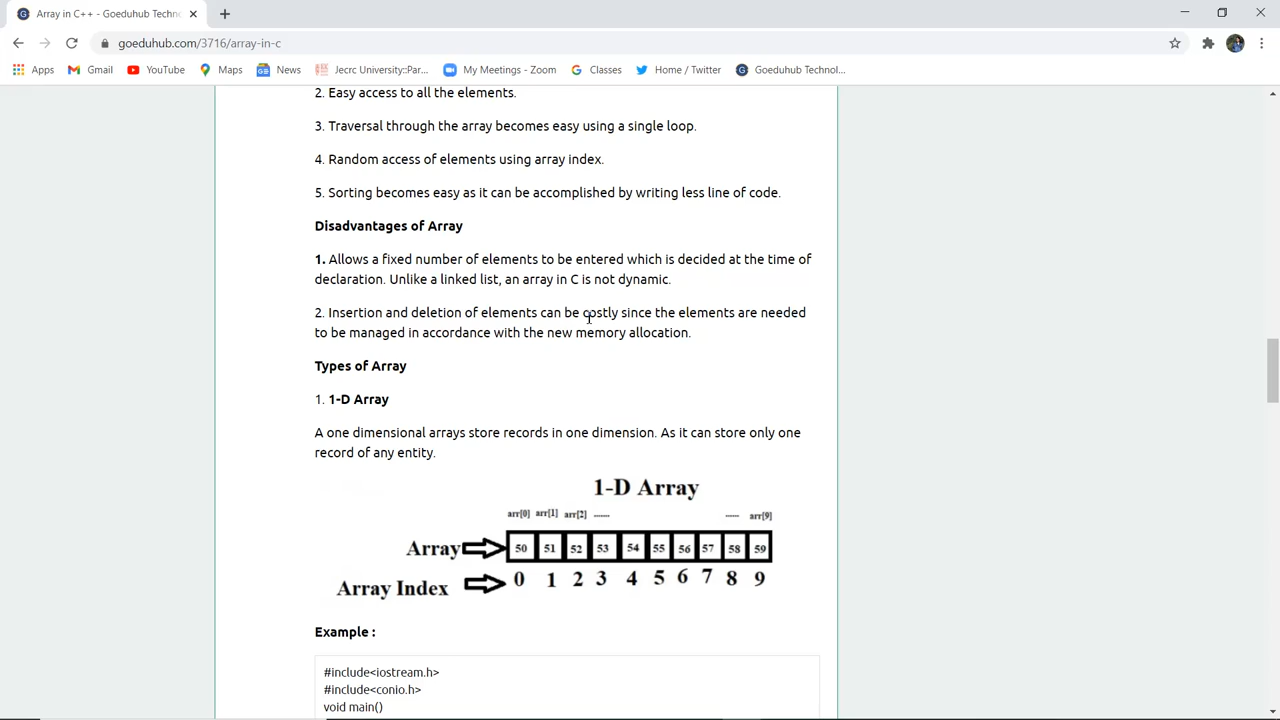 Array in C++ - Goeduhub Techno
goeduhub.com/3716/array-in-c
Apps Gmail YouTube Maps News Jecrc University::Par... My Meetings - Zoom Classes Home / Twitter Goeduhub Technol...
2. Easy access to all the elements.
3. Traversal through the array becomes easy using a single loop.
4. Random access of elements using array index.
5. Sorting becomes easy as it can be accomplished by writing less line of code.
Disadvantages of Array
1. Allows a fixed number of elements to be entered which is decided at the time of
declaration. Unlike a linked list, an array in C is not dynamic.
2. Insertion and deletion of elements can be costly since the elements are needed
to be managed in accordance with the new memory allocation.
Types of Array
1. 1-D Array
A one dimensional arrays store records in one dimension. As it can store only one
record of any entity.
1-D Array
arr[0] arr[1] arr[2] ....... ...... arr[9]
Array 50 51 52 53 54 55 56 57 58 59
Array Index 0 1 2 3 4 5 6 7 8 9
Example :
#include<iostream.h>
#include<conio.h>
void main()